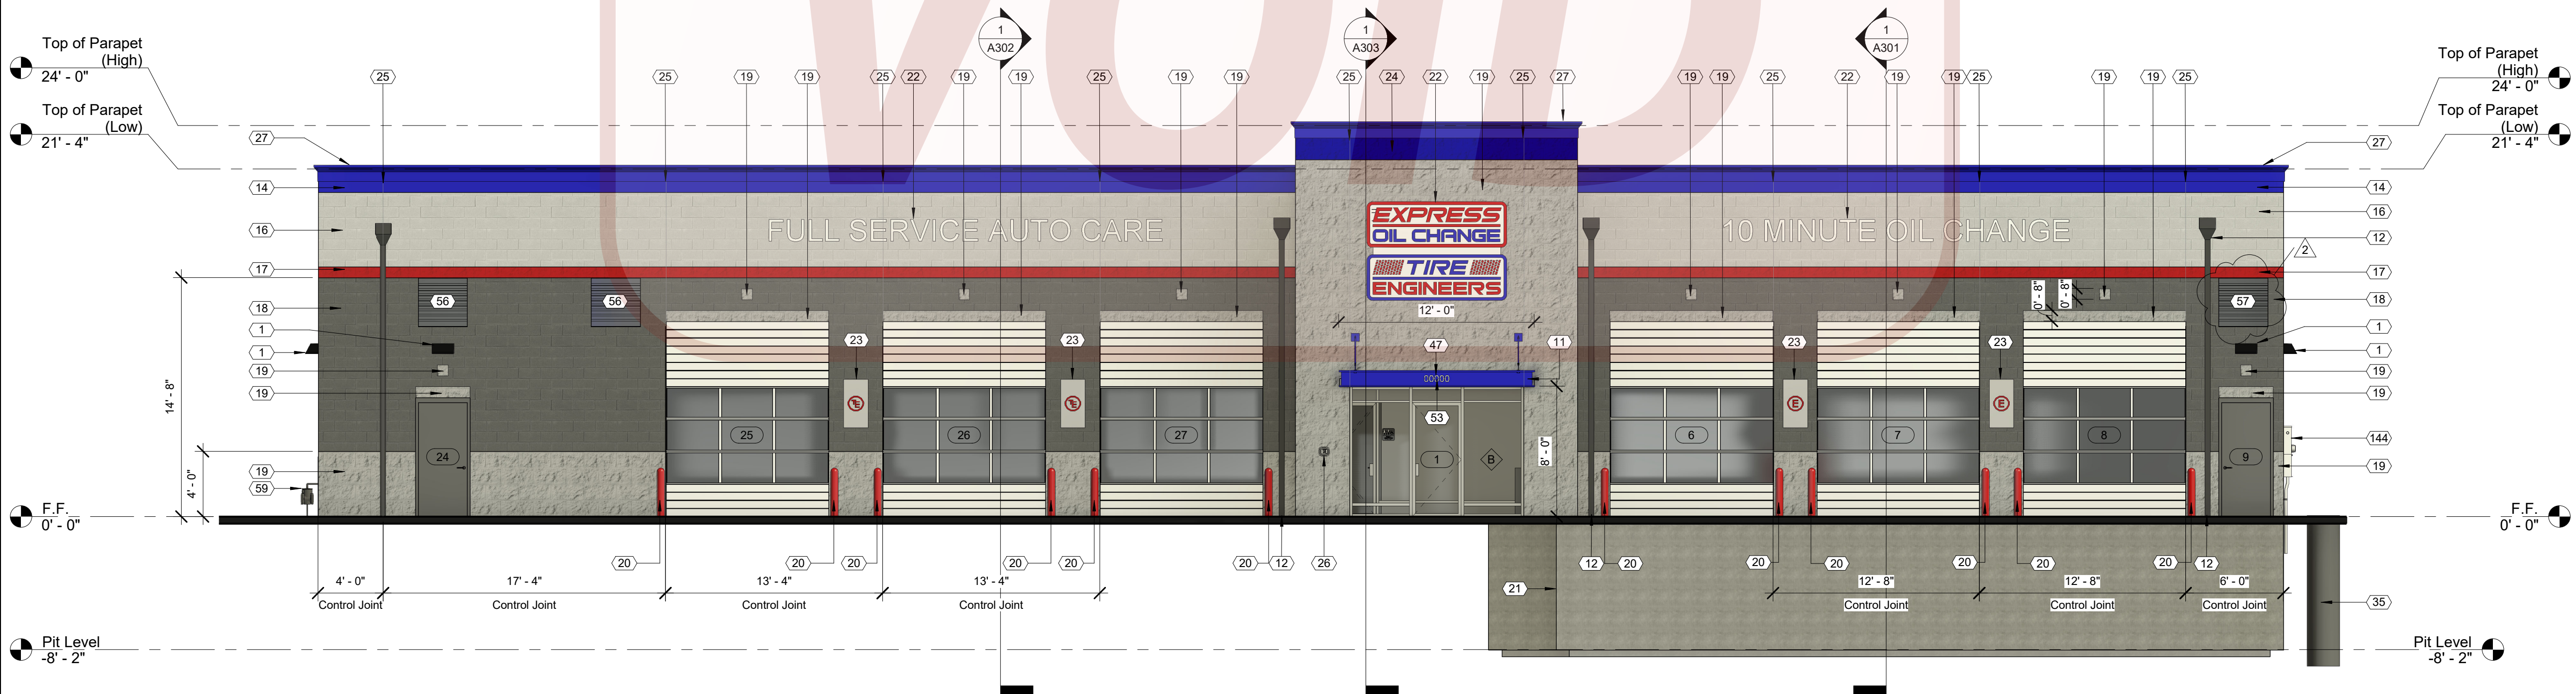 VOID
1
A302
1
A303
1
A301
Top of Parapet
(High)
24' - 0"
Top of Parapet
(Low)
21' - 4"
Top of Parapet
(High)
24' - 0"
Top of Parapet
(Low)
21' - 4"
25 25 19 19 25 22 19 19 25 19 19 25 24 22 19 25 27 19 19 25 22 19 19 25 19 19 25
27
14
16
17
18
1
1
19
19
19
59
27
14
16
12
2
17
18
1
1
19
19
144
19
35
FULL SERVICE AUTO CARE
EXPRESS
OIL CHANGE
TIRE
ENGINEERS
10 MINUTE OIL CHANGE
56 56 57
12' - 0"
0' - 8"
0' - 8"
23 23 47 11 23 23
E E
14' - 8"
4' - 0"
8' - 0"
53
24 25 26 27 1 B 6 7 8 9
F.F.
0' - 0"
F.F.
0' - 0"
20 20 20 20 20 20 12 26 12 20 20 20 20 20 20 12
21
4' - 0" 17' - 4" 13' - 4" 13' - 4" 12' - 8" 12' - 8" 6' - 0"
Control Joint Control Joint Control Joint Control Joint Control Joint Control Joint Control Joint
Pit Level
-8' - 2"
Pit Level
-8' - 2"